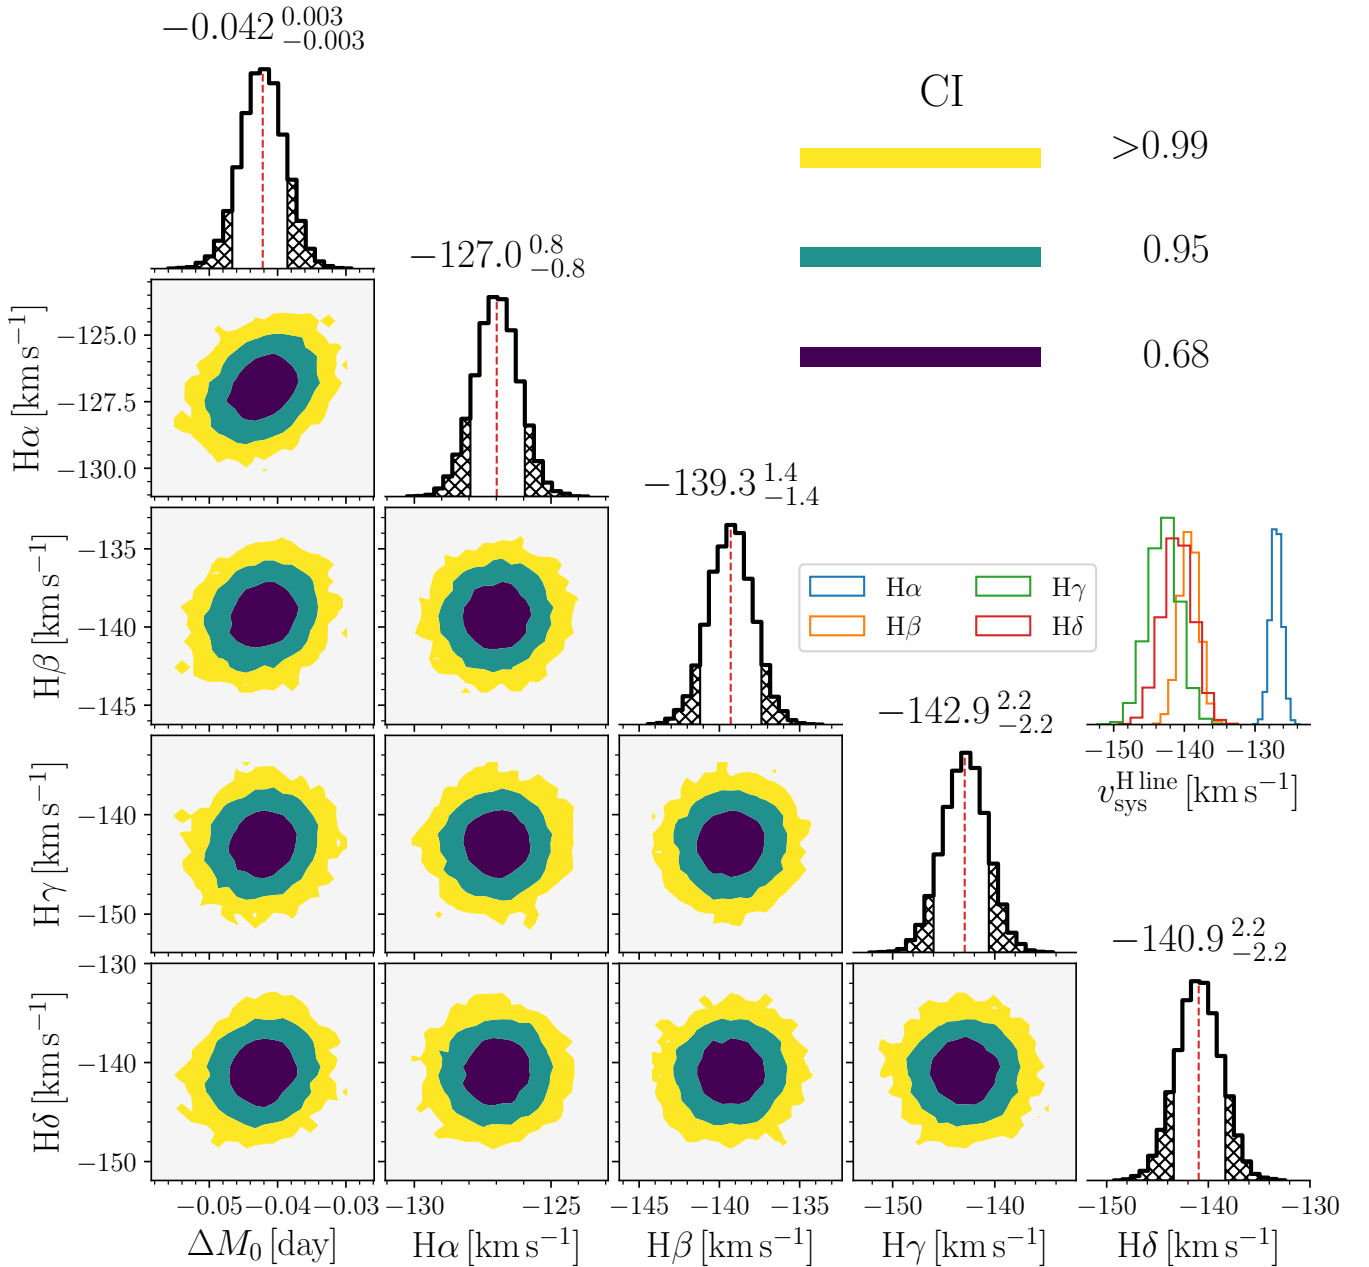 −0.042 0.003 −0.003
CI
>0.99
0.95
0.68
−127.0 0.8 −0.8
Hα [km s−1]
−125.0
−127.5
−130.0
−139.3 1.4 −1.4
Hβ [km s−1]
−135
−140
−145
Hα
Hβ
Hγ
Hδ
−150 −140 −130
v sys H line [km s−1]
−142.9 2.2 −2.2
Hγ [km s−1]
−140
−150
−140.9 2.2 −2.2
Hδ [km s−1]
−130
−140
−150
−0.05 −0.04 −0.03
ΔM0 [day]
−130 −125
Hα [km s−1]
−145 −140 −135
Hβ [km s−1]
−150 −140
Hγ [km s−1]
−150 −140 −130
Hδ [km s−1]